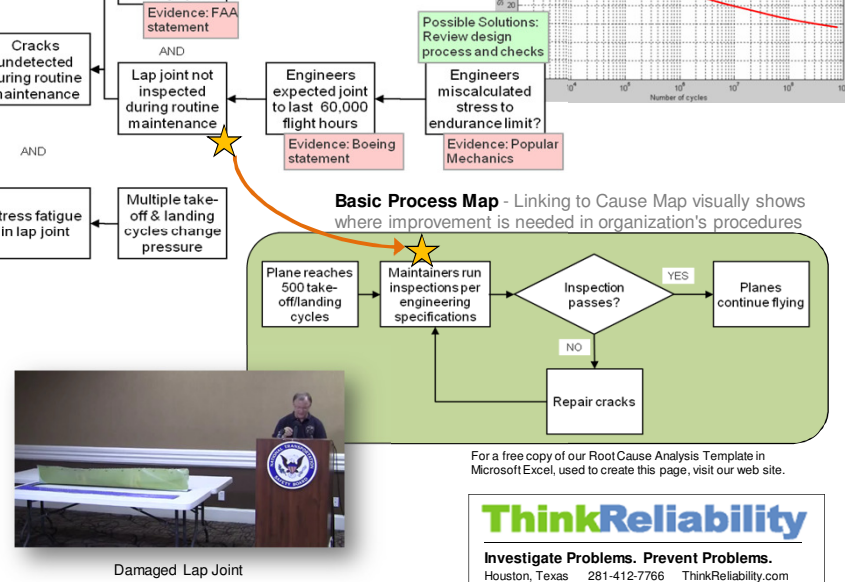 Evidence: FAA
statement
AND
Possible Solutions:
Review design
process and checks
20
Number of cycles
Cracks
undetected
during routine
maintenance
Lap joint not
inspected
during routine
maintenance
Engineers
expected joint
to last 60,000
flight hours
Engineers
miscalculated
stress to
endurance limit?
Evidence: Boeing
statement
Evidence: Popular
Mechanics
AND
tress fatigue
in lap joint
Multiple take-
off & landing
cycles change
pressure
Basic Process Map - Linking to Cause Map visually shows
where improvement is needed in organization's procedures
Plane reaches
500 take-
off/landing
cycles
Maintainers run
inspections per
engineering
specifications
Inspection
passes?
YES
Planes
continue flying
NO
Repair cracks
NATIONAL TRANSPORTATION
SAFETY BOARD
Damaged Lap Joint
For a free copy of our Root Cause Analysis Template in
Microsoft Excel, used to create this page, visit our web site.
ThinkReliability
Investigate Problems. Prevent Problems.
Houston, Texas 281-412-7766 ThinkReliability.com